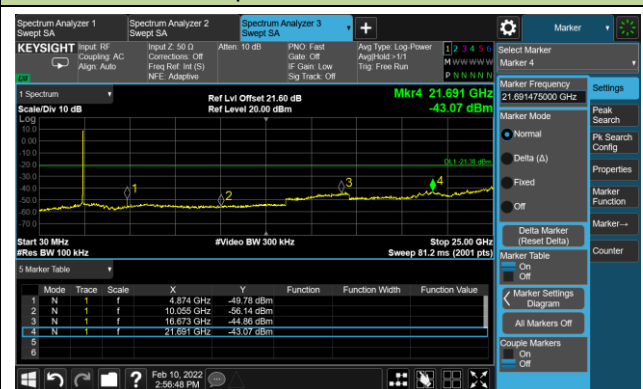 Spectrum Analyzer 1
Swept SA
Spectrum Analyzer 2
Swept SA
Spectrum Analyzer 3
Swept SA
+
Marker
KEYSIGHT
Input: RF
Coupling: AC
Align: Auto
Input Z: 50 Ω
Corrections: Off
Freq Ref: Int (S)
NFE: Adaptive
Atten: 10 dB
PNO: Fast
Gate: Off
IF Gain: Low
Sig Track: Off
Avg Type: Log-Power
Avg|Hold:>1/1
Trig: Free Run
1 2 3 4 5 6
M W W W W W
P N N N N N
Select Marker
Marker 4
1 Spectrum
Scale/Div 10 dB
Ref Lvl Offset 21.60 dB
Ref Level 20.00 dBm
Mkr4 21.691 GHz
-43.07 dBm
Log
10.0
0.00
-10.0
-20.0
-30.0
-40.0
-50.0
-60.0
-70.0
DL1 -21.38 dBm
1
2
3
4
Start 30 MHz
#Res BW 100 kHz
#Video BW 300 kHz
Stop 25.00 GHz
Sweep 81.2 ms (2001 pts)
5 Marker Table
Mode Trace Scale X Y Function Function Width Function Value
1 N 1 f 4.874 GHz -49.78 dBm
2 N 1 f 10.055 GHz -56.14 dBm
3 N 1 f 16.673 GHz -44.86 dBm
4 N 1 f 21.691 GHz -43.07 dBm
5
6
Marker Frequency
21.691475000 GHz
Marker Mode
Normal
Delta (Δ)
Fixed
Off
Delta Marker
(Reset Delta)
Marker Table
On
Off
Marker Settings
Diagram
All Markers Off
Couple Markers
On
Off
Settings
Peak
Search
Pk Search
Config
Properties
Marker
Function
Marker→
Counter
?
Feb 10, 2022
2:56:48 PM